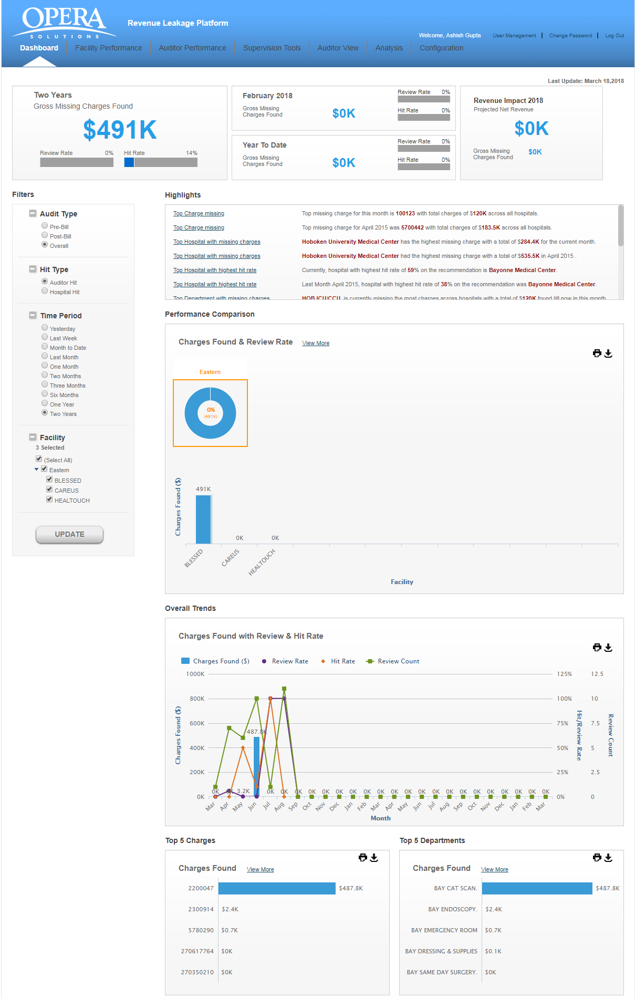 OPERA
SOLUTIONS
Revenue Leakage Platform
Welcome, Ashish Gupta
User Management
Change Password
Log Out
Dashboard
Facility Performance
Auditor Performance
Supervision Tools
Auditor View
Analysis
Configuration
Last Update: March 18,2018
Two Years
Gross Missing Charges Found
$491K
Review Rate 0%
Hit Rate 14%
February 2018
Gross Missing
Charges Found
$0K
Review Rate 0%
Hit Rate 0%
Year To Date
Gross Missing
Charges Found
$0K
Review Rate 0%
Hit Rate 0%
Revenue Impact 2018
Projected Net Revenue
$0K
Gross Missing
Charges Found
$0K
Filters
Audit Type
Pre-Bill
Post-Bill
Overall
Hit Type
Auditor Hit
Hospital Hit
Time Period
Yesterday
Last Week
Month to Date
Last Month
One Month
Two Months
Three Months
Six Months
One Year
Two Years
Facility
3 Selected
(Select All)
Eastern
BLESSED
CAREUS
HEALTOUCH
UPDATE
Highlights
Top Charge missing Top missing charge for this month is 100123 with total charges of $120K across all hospitals.
Top Charge missing Top missing charge for April 2015 was 5700442 with total charges of $183.5K across all hospitals.
Top Hospital with missing charges Hoboken University Medical Center has the highest missing charge with a total of $284.4K for the current month.
Top Hospital with missing charges Hoboken University Medical Center had the highest missing charge with a total of $535.5K in April 2015 .
Top Hospital with highest hit rate Currently, hospital with highest hit rate of 59% on the recommendation is Bayonne Medical Center.
Top Hospital with highest hit rate Last Month April 2015, hospital with highest hit rate of 38% on the recommendation was Bayonne Medical Center.
Top Department with missing charges HOB ICU/CCU is currently missing the most charges across hospitals with a total of $120K found till now in this month
Performance Comparison
Charges Found & Review Rate View More
Eastern
0%
(491K)
Charges Found ($)
491K
0K
0K
BLESSED
CAREUS
HEALTOUCH
Facility
Overall Trends
Charges Found with Review & Hit Rate
Charges Found ($) Review Rate Hit Rate Review Count
1000K 125% 12.5
800K 100% 10
600K 75% 7.5
400K 50% 5
200K 25% 2.5
0K 0% 0
Charges Found ($)
Hit/Review Rate
Review Count
487.8K
0K 0K 3.2K 0K 0K 0K 0K 0K 0K 0K 0K 0K 0K 0K 0K 0K 0K 0K 0K 0K 0K 0K 0K 0K
Mar Apr May Jun Jul Aug Sep Oct Nov Dec Jan Feb Mar Apr May Jun Jul Aug Sep Oct Nov Dec Jan Feb Mar
Month
Top 5 Charges
Charges Found View More
2200047 $487.8K
2300914 $2.4K
5780290 $0.7K
270617764 $0K
270350210 $0K
Top 5 Departments
Charges Found View More
BAY CAT SCAN. $487.8K
BAY ENDOSCOPY. $2.4K
BAY EMERGENCY ROOM $0.7K
BAY DRESSING & SUPPLIES $0.1K
BAY SAME DAY SURGERY. $0K